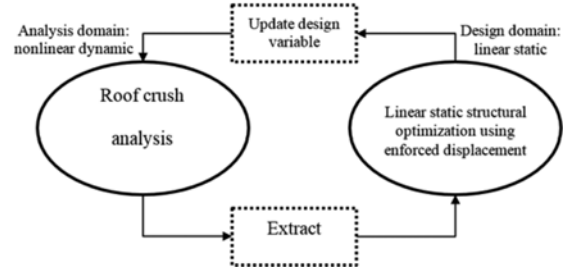 Analysis domain:
nonlinear dynamic
Update design
variable
Design domain:
linear static
Roof crush
analysis
Linear static structural
optimization using
enforced displacement
Extract